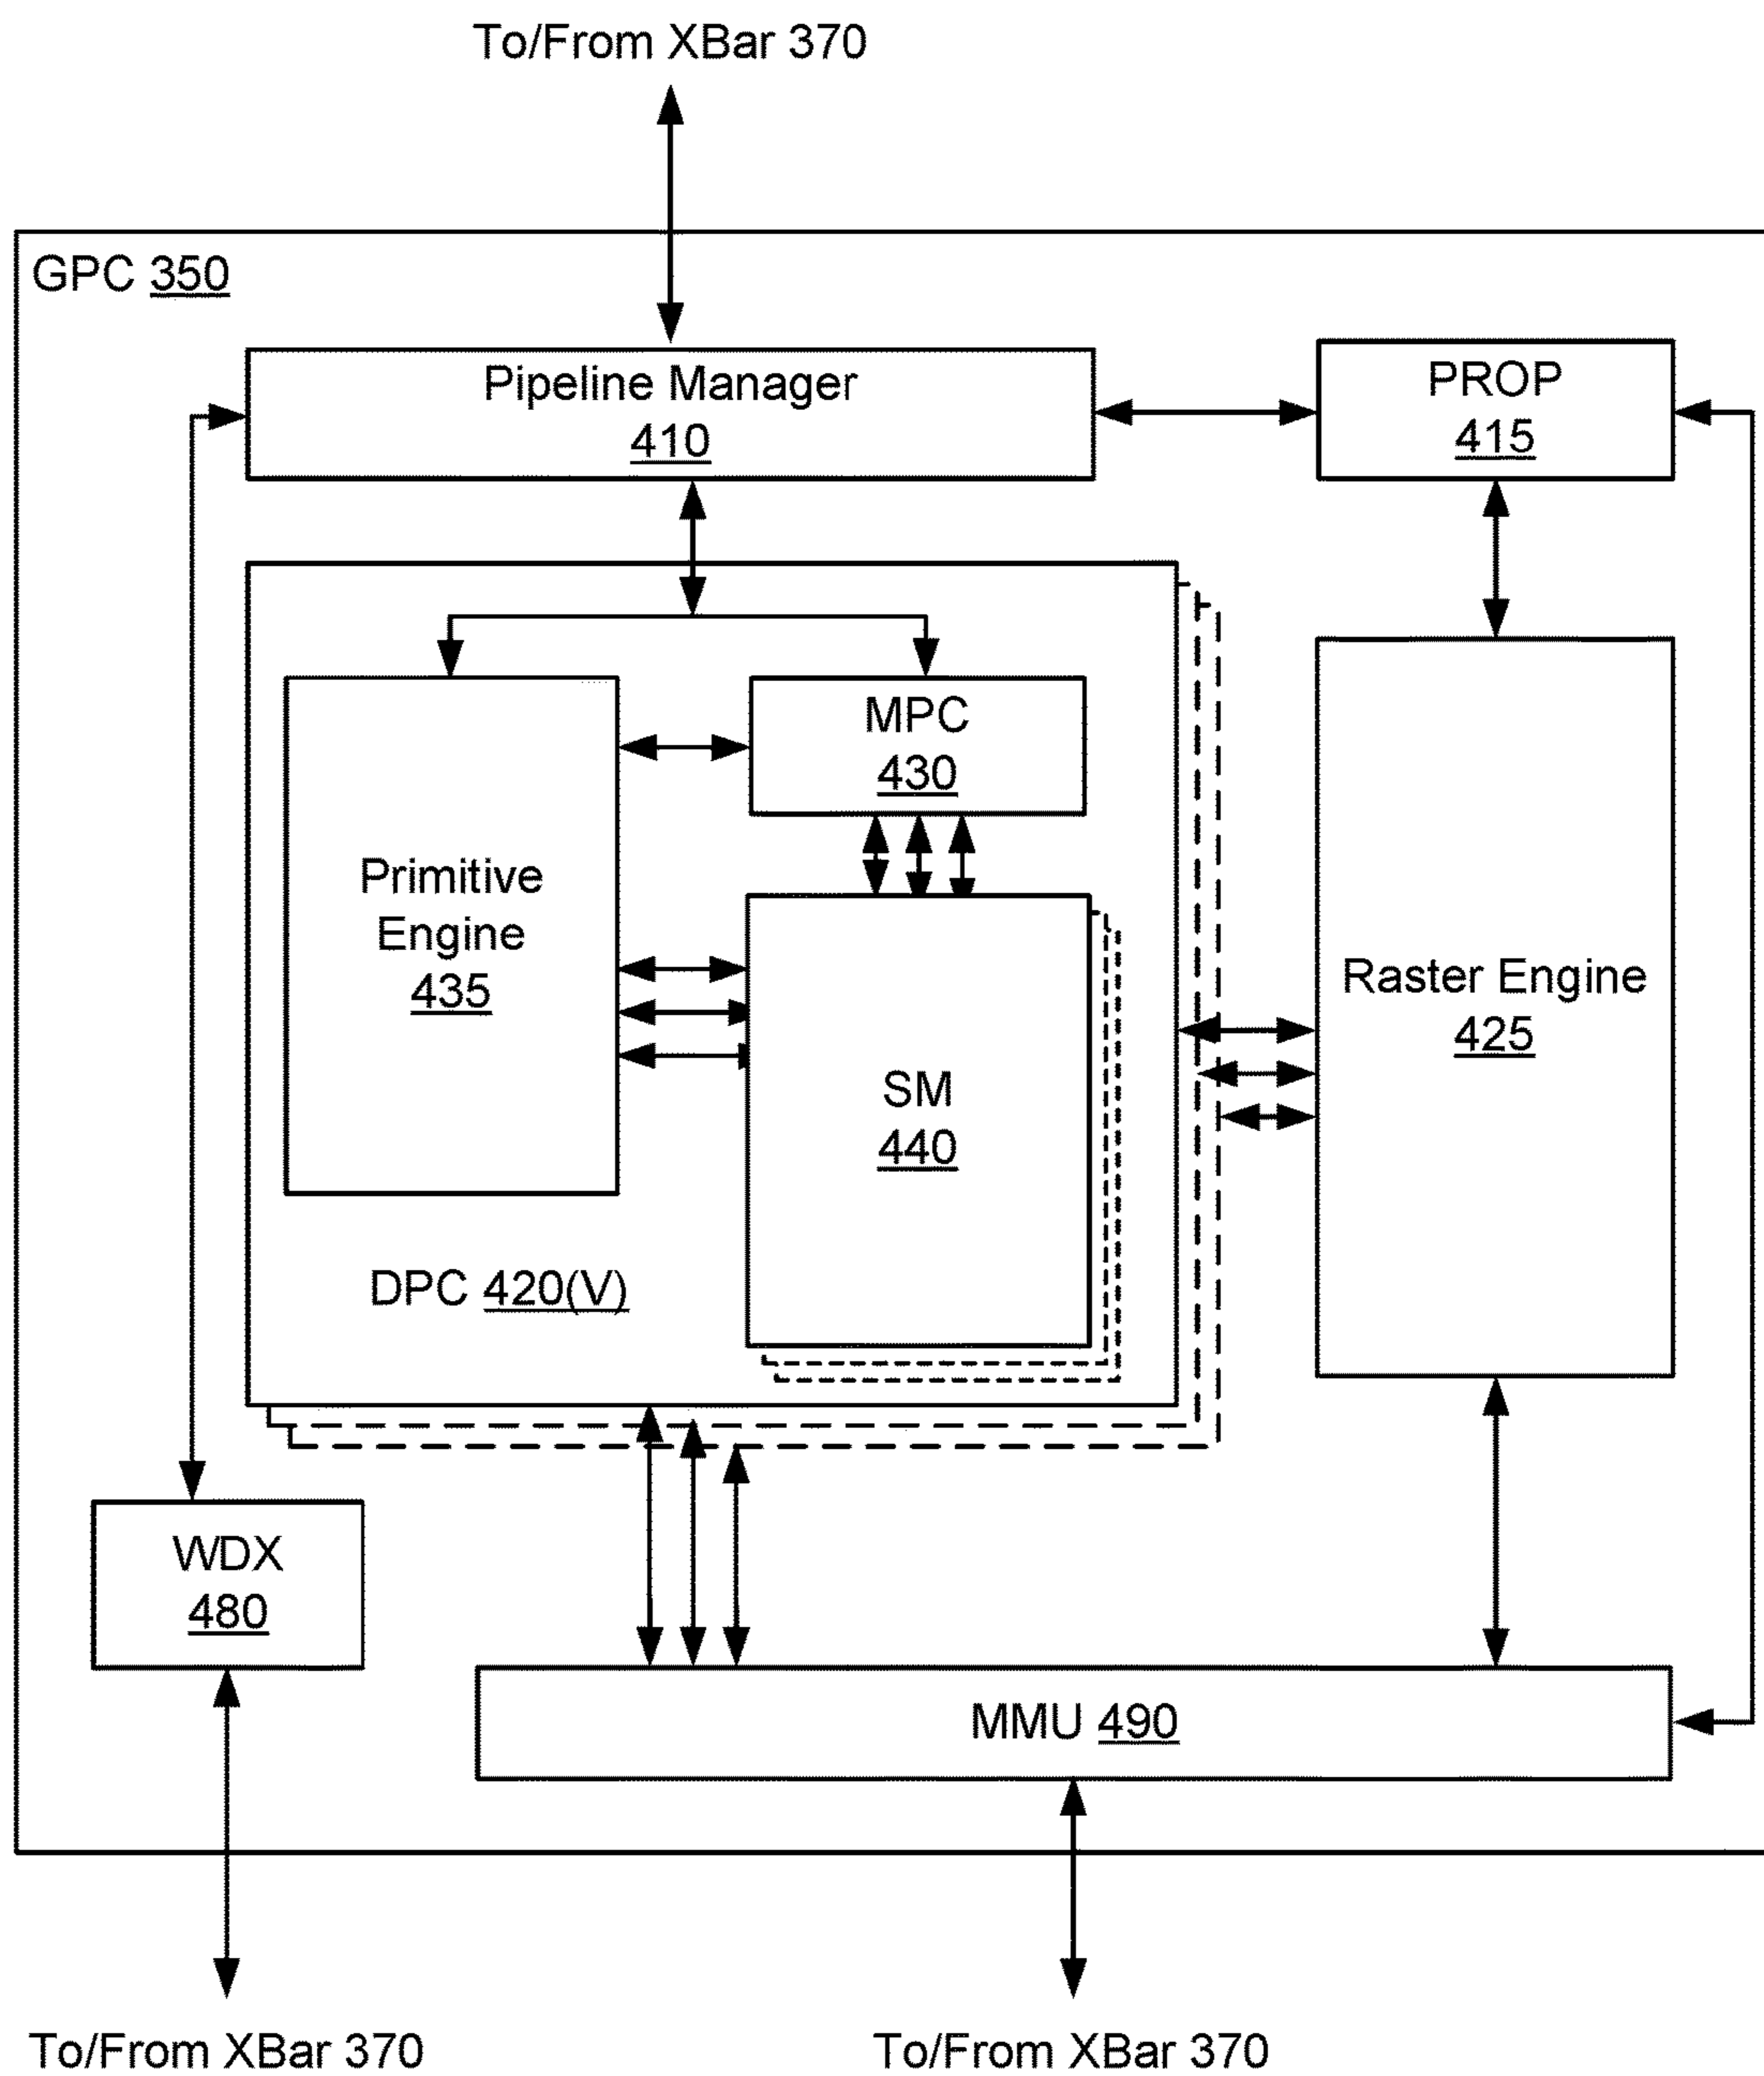 To/From XBar 370
GPC 350
Pipeline Manager
410
PROP
415
MPC
430
Primitive
Engine
435
Raster Engine
425
SM
440
DPC 420(V)
WDX
480
MMU 490
To/From XBar 370
To/From XBar 370